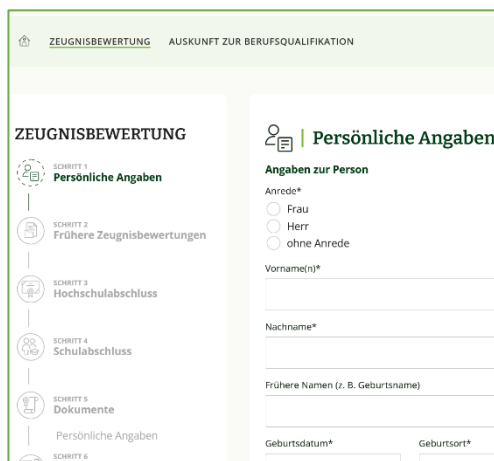 ZEUGNISBEWERTUNG AUSKUNFT ZUR BERUFSQUALIFIKATION
ZEUGNISBEWERTUNG
SCHRITT 1
Persönliche Angaben
SCHRITT 2
Frühere Zeugnisbewertungen
SCHRITT 3
Hochschulabschluss
SCHRITT 4
Schulabschluss
SCHRITT 5
Dokumente
Persönliche Angaben
SCHRITT 6
Persönliche Angaben
Angaben zur Person
Anrede*
Frau
Herr
ohne Anrede
Vorname(n)*
Nachname*
Frühere Namen (z. B. Geburtsname)
Geburtsdatum* Geburtsort*